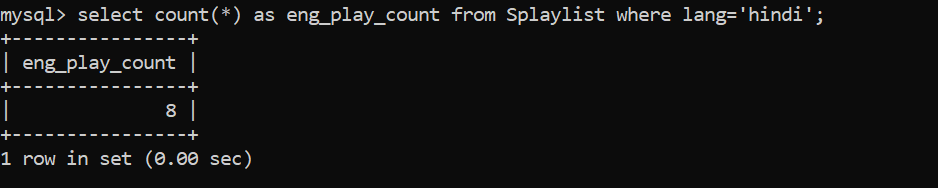 mysql> select count(*) as eng_play_count from Splaylist where lang='hindi';
+----------------+
| eng_play_count |
+----------------+
|              8 |
+----------------+
1 row in set (0.00 sec)